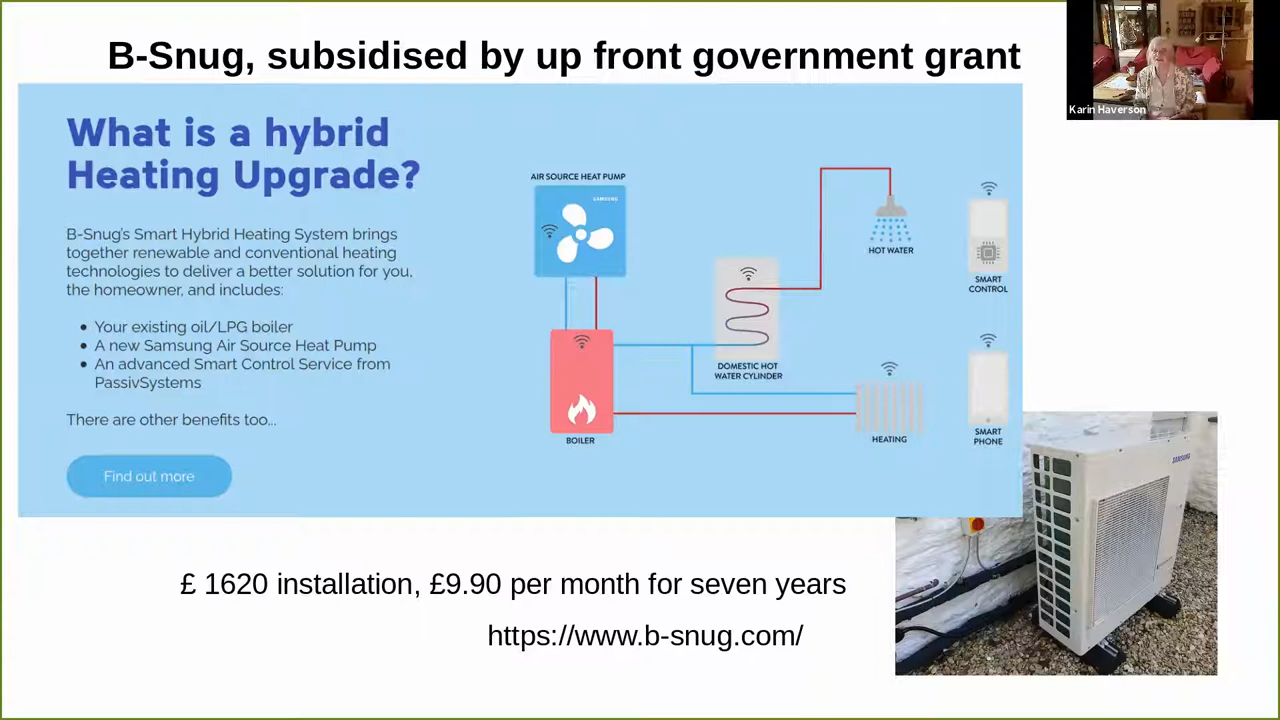 B-Snug, subsidised by up front government grant
Karin Haverson
What is a hybrid
Heating Upgrade?
B-Snug's Smart Hybrid Heating System brings
together renewable and conventional heating
technologies to deliver a better solution for you,
the homeowner, and includes:
Your existing oil/LPG boiler
A new Samsung Air Source Heat Pump
An advanced Smart Control Service from
PassivSystems
There are other benefits too...
Find out more
AIR SOURCE HEAT PUMP
SAMSUNG
BOILER
DOMESTIC HOT
WATER CYLINDER
HOT WATER
HEATING
SMART
CONTROL
SMART
PHONE
SAMSUNG
£ 1620 installation, £9.90 per month for seven years
https://www.b-snug.com/